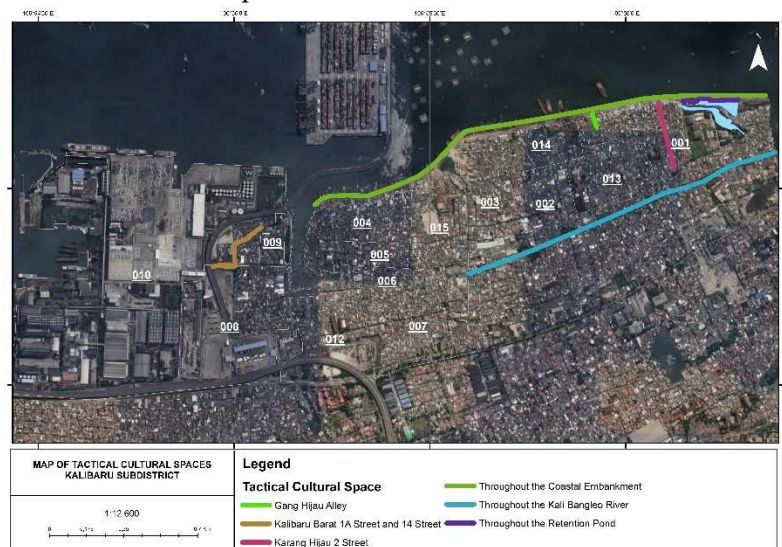 014
001
013
004
003
002
015
009
005
010
006
008
007
012
MAP OF TACTICAL CULTURAL SPACES
KALIBARU SUBDISTRICT
1:12.600
Legend
Tactical Cultural Space
Gang Hijau Alley
Kalibaru Barat 1A Street and 14 Street
Karang Hijau 2 Street
Throughout the Coastal Embankment
Throughout the Kali Bangleo River
Throughout the Retention Pond